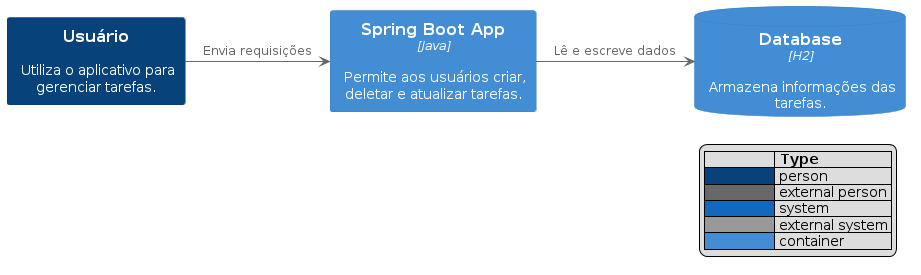 Usuário
Utiliza o aplicativo para
gerenciar tarefas.
Envia requisições
Spring Boot App
[Java]
Permite aos usuários criar,
deletar e atualizar tarefas.
Lê e escreve dados
Database
[H2]
Armazena informações das
tarefas.
Type
person
external person
system
external system
container